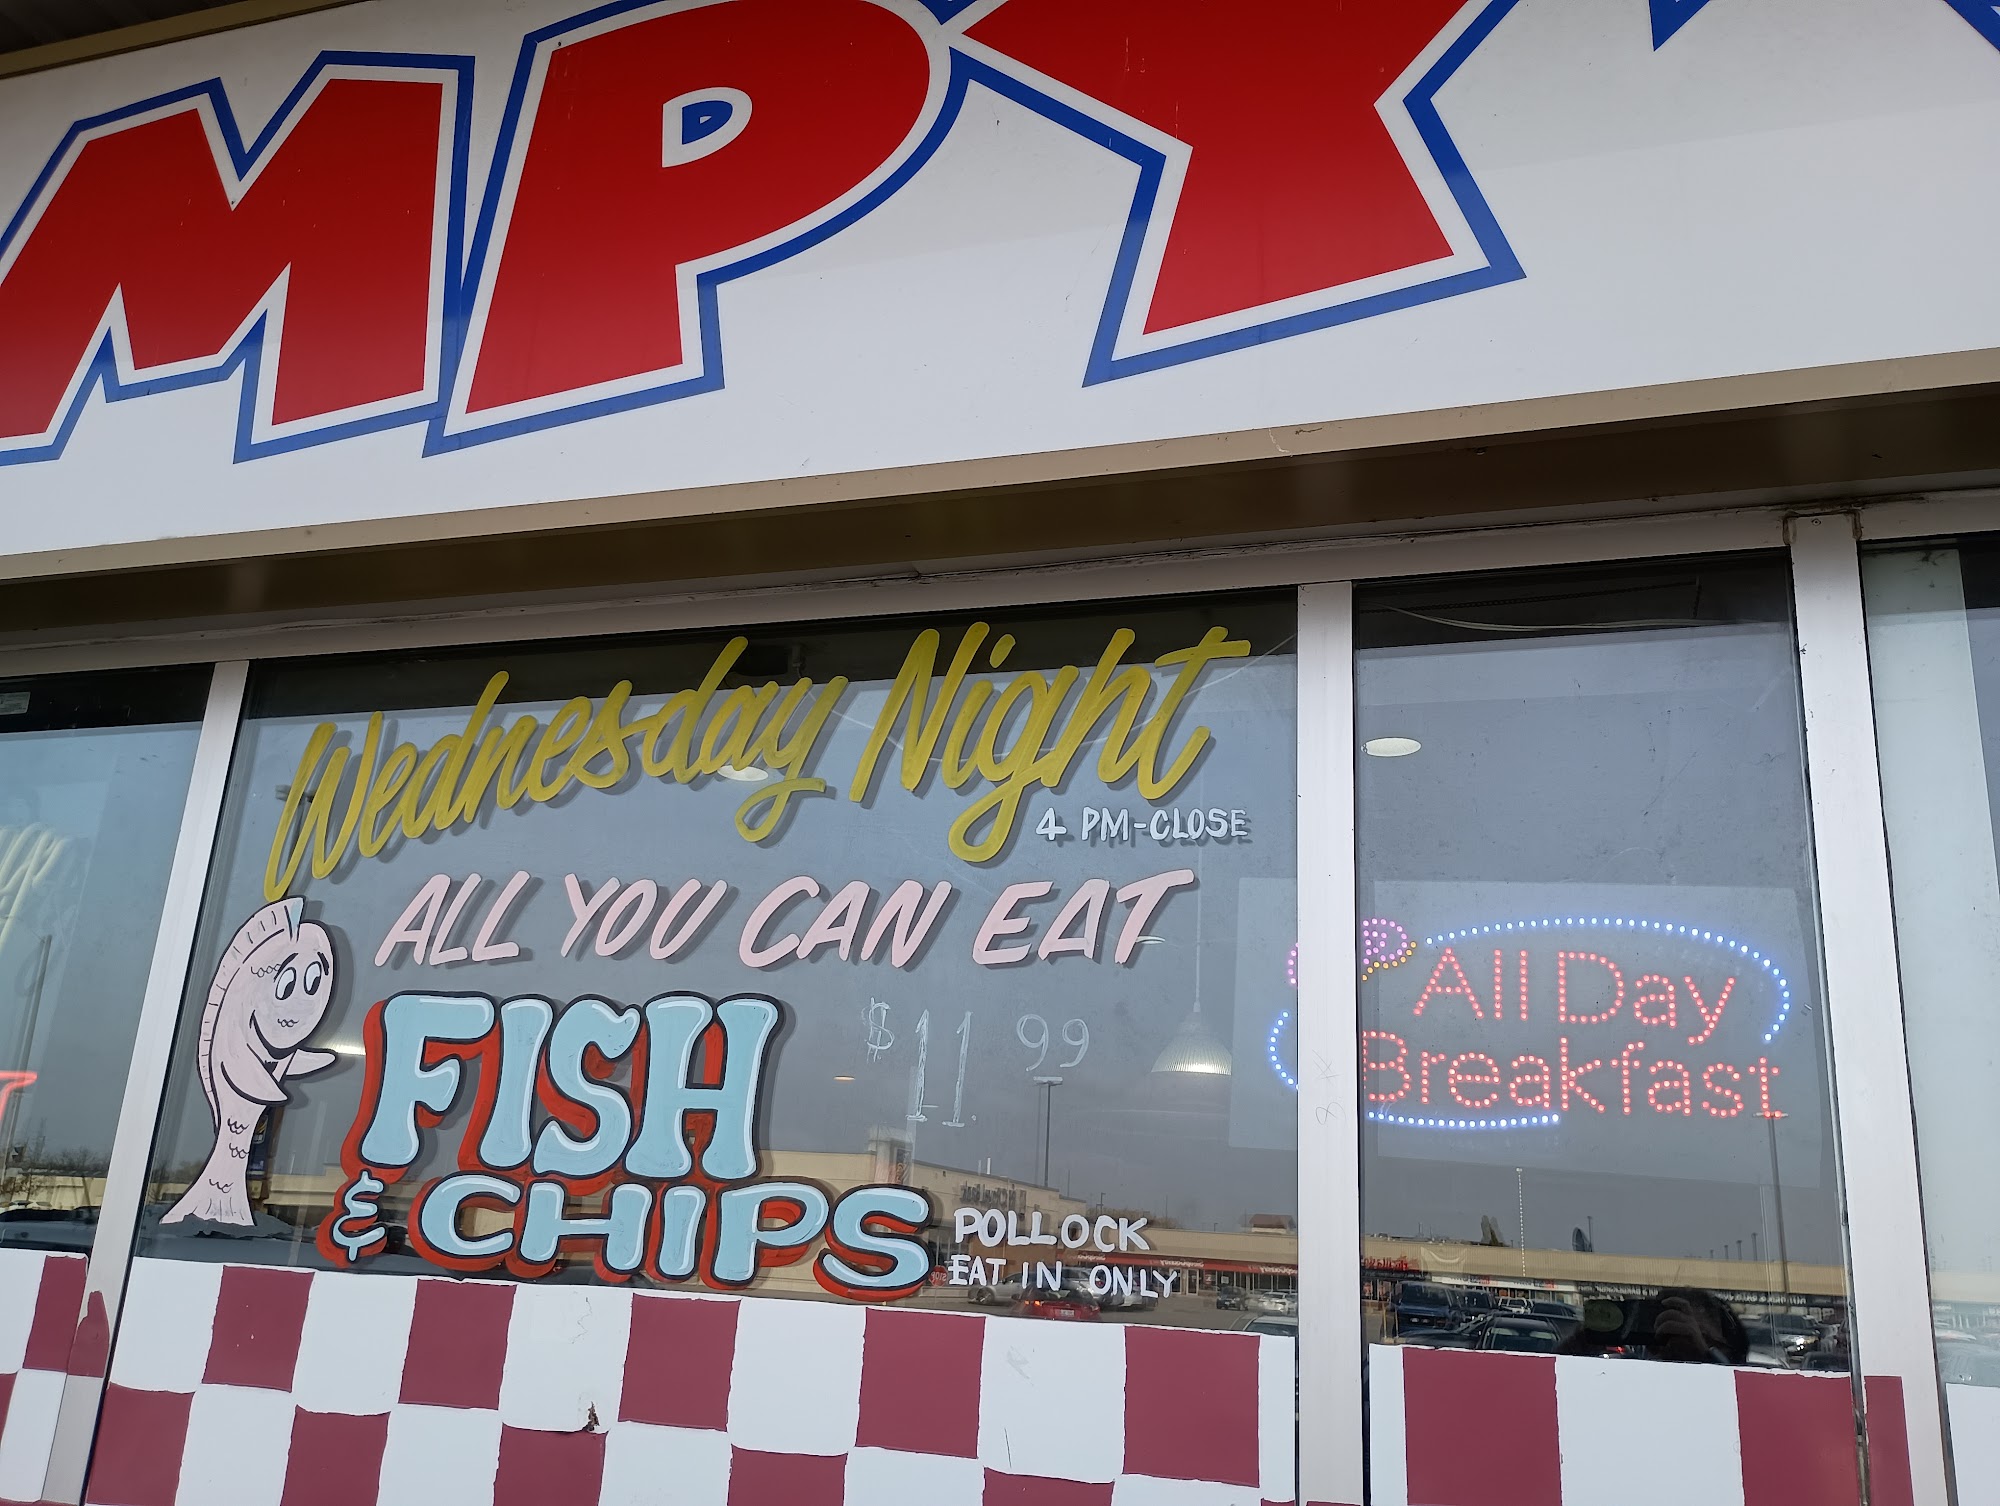 MPY'
Wednesday Night
4 PM-CLOSE
ALL YOU CAN EAT
FISH
$11.99
& CHIPS
POLLOCK
EAT IN ONLY
All Day
Breakfast